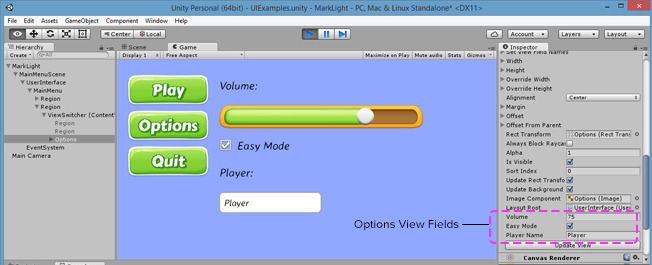 Unity Personal (64bit) - UIExamples.unity - MarkLight - PC, Mac & Linux Standalone* <DX11>
File Edit Assets GameObject Component Window Help
Center Local Account Layers Layout
Hierarchy
Create All
MarkLight
MainMenuScene
UserInterface
MainMenu
Region
Region
ViewSwitcher (Content
Region
Region
Options
EventSystem
Main Camera
Scene Game
Display 1 Free Aspect Maximize on Play Mute audio Stats Gizmos
Play
Options
Quit
Volume:
Easy Mode
Player:
Player
Options View Fields
Inspector
Set View Field Names
Width
Height
Override Width
Override Height
Alignment Center
Margin
Offset
Offset From Parent
Rect Transform Options (Rect Trans
Always Block Raycas
Alpha 1
Is Visible
Sort Index 0
Update Rect Transfo
Update Background
Image Component Options (Image)
Layout Root UserInterface (User
Volume 75
Easy Mode
Player Name Player
Update View
Canvas Renderer